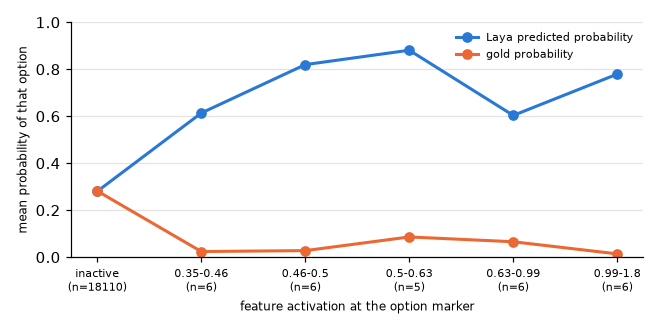 Laya predicted probability
gold probability
mean probability of that option
1.0
0.8
0.6
0.4
0.2
0.0
inactive
(n=18110)
0.35-0.46
(n=6)
0.46-0.5
(n=6)
0.5-0.63
(n=5)
0.63-0.99
(n=6)
0.99-1.8
(n=6)
feature activation at the option marker